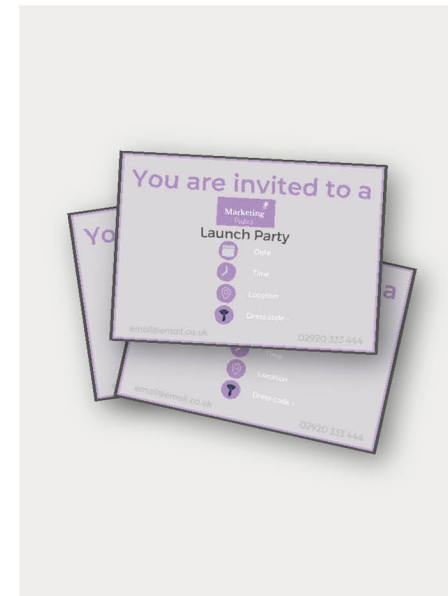 You are invited to a
Marketing
Launch Party
Date
Time
Location
Dress code -
email@email.co.uk
02920 333 444
Yo
a
Time
Location
Dress code -
email@email.co.uk
02920 333 444